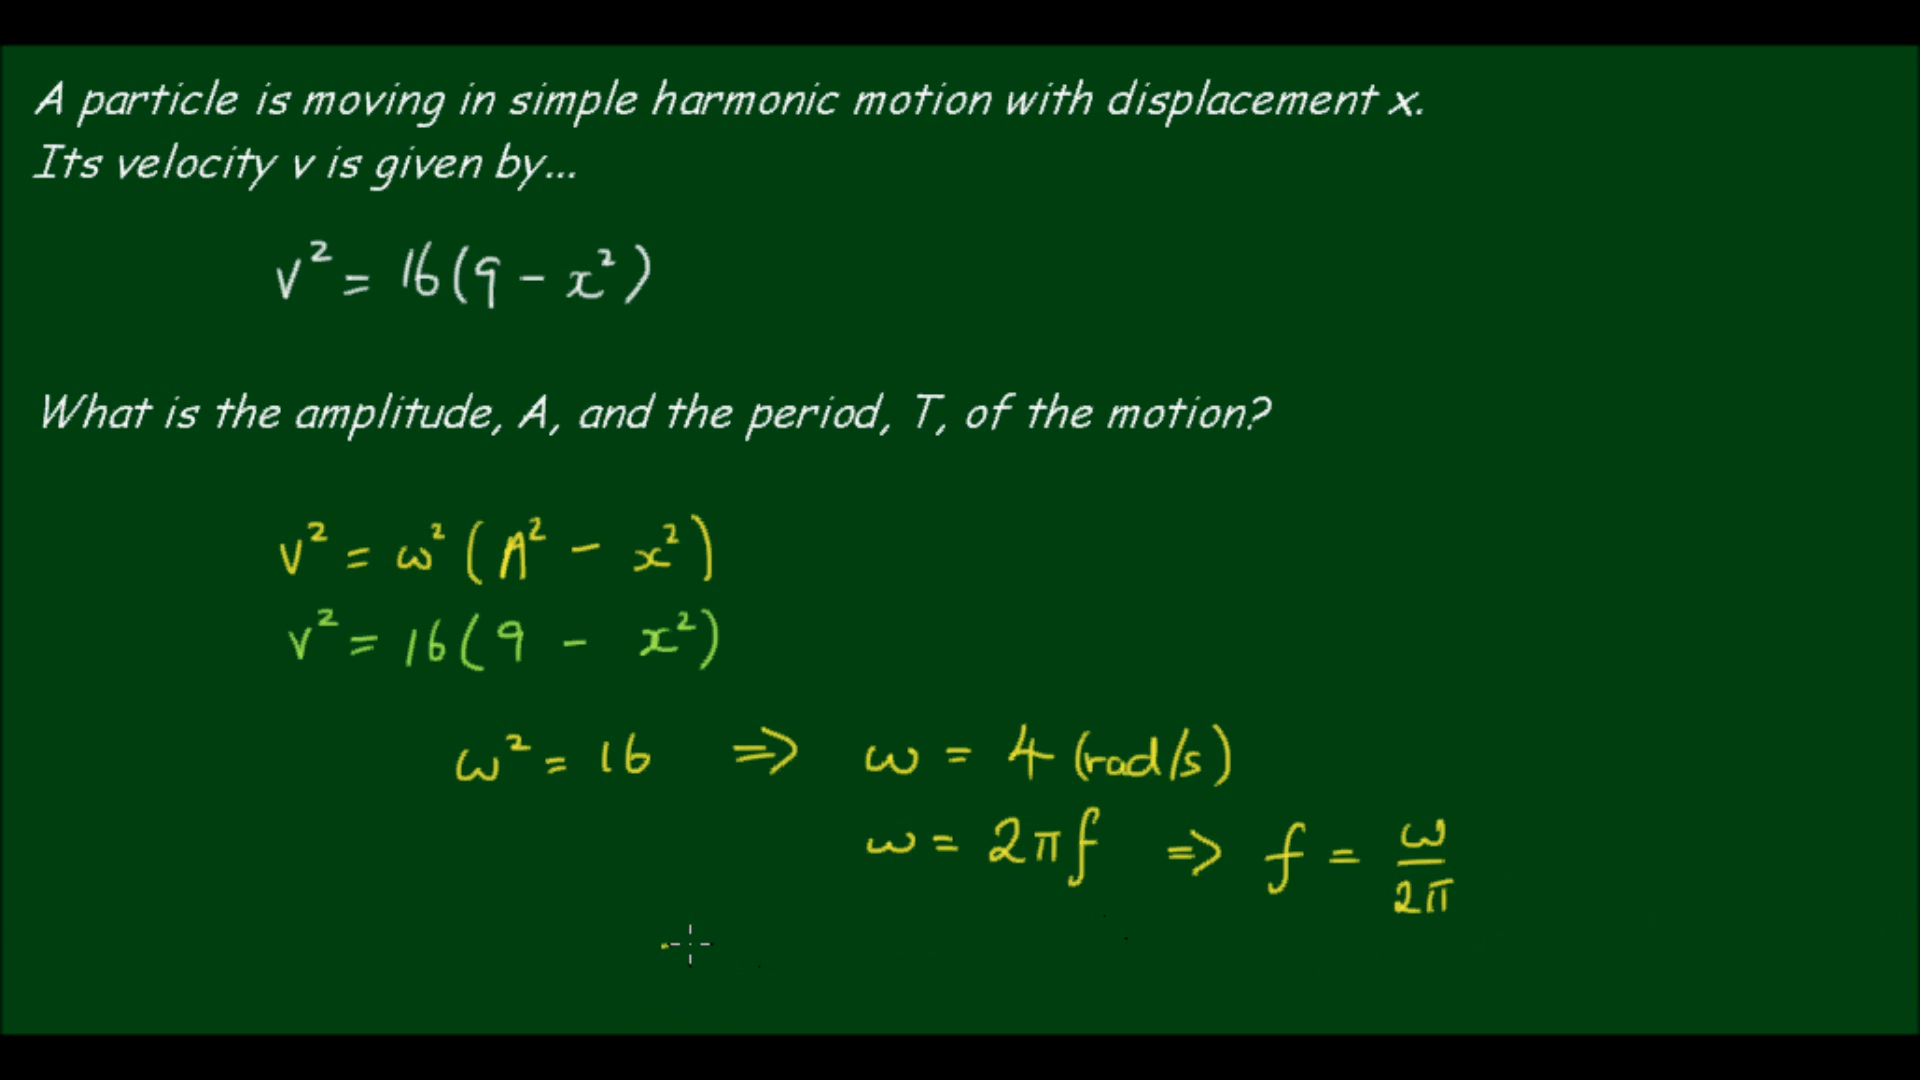 A particle is moving in simple harmonic motion with displacement x.
Its velocity v is given by...
v² = 16(9 - x²)
What is the amplitude, A, and the period, T, of the motion?
v² = ω² (A² - x²)
v² = 16(9 - x²)
ω² = 16 => ω = 4 (rad/s)
ω = 2πf => f = ω/2π